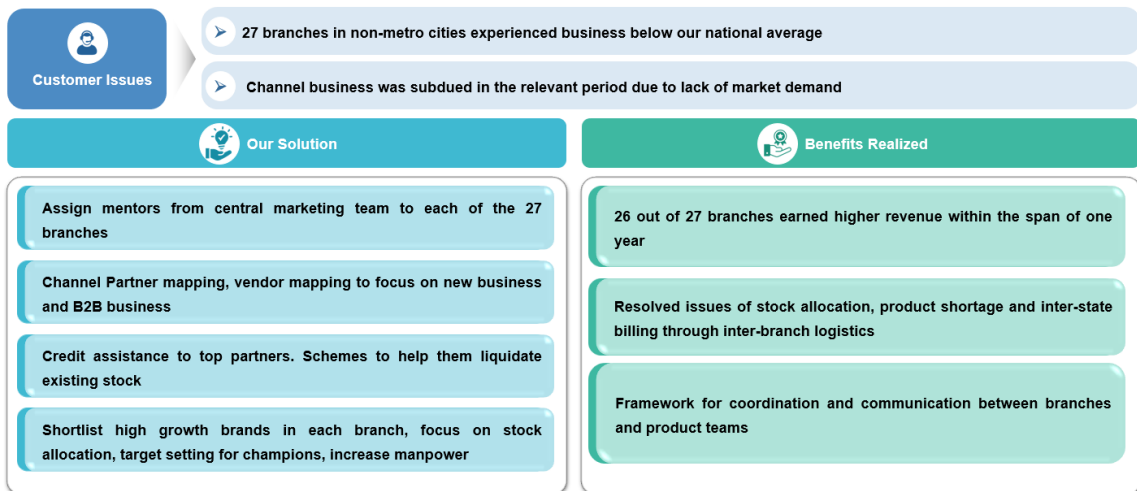 Customer Issues
27 branches in non-metro cities experienced business below our national average
Channel business was subdued in the relevant period due to lack of market demand
Our Solution
Assign mentors from central marketing team to each of the 27
branches
Channel Partner mapping, vendor mapping to focus on new business
and B2B business
Credit assistance to top partners. Schemes to help them liquidate
existing stock
Shortlist high growth brands in each branch, focus on stock
allocation, target setting for champions, increase manpower
Benefits Realized
26 out of 27 branches earned higher revenue within the span of one
year
Resolved issues of stock allocation, product shortage and inter-state
billing through inter-branch logistics
Framework for coordination and communication between branches
and product teams